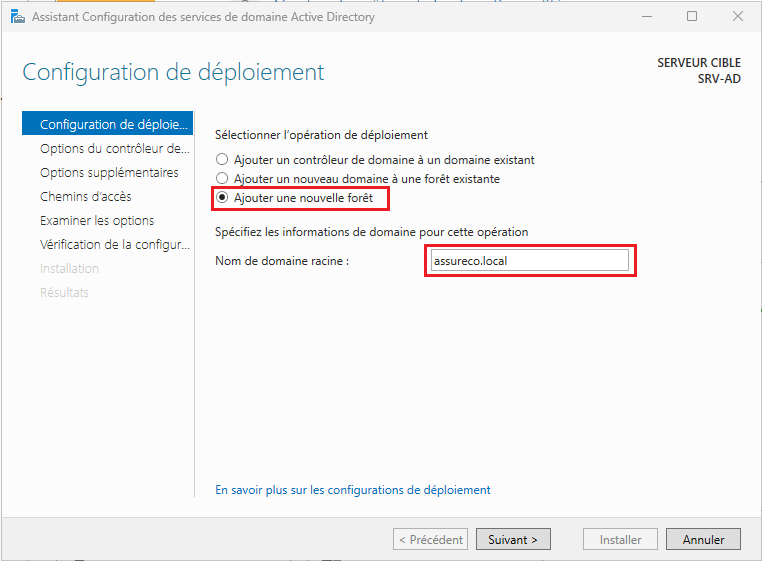 Assistant Configuration des services de domaine Active Directory
Configuration de déploiement
SERVEUR CIBLE
SRV-AD
Configuration de déploie...
Options du contrôleur de...
Options supplémentaires
Chemins d'accès
Examiner les options
Vérification de la configur...
Installation
Résultats
Sélectionner l'opération de déploiement
Ajouter un contrôleur de domaine à un domaine existant
Ajouter un nouveau domaine à une forêt existante
Ajouter une nouvelle forêt
Spécifiez les informations de domaine pour cette opération
Nom de domaine racine : assureco.local
En savoir plus sur les configurations de déploiement
< Précédent Suivant > Installer Annuler